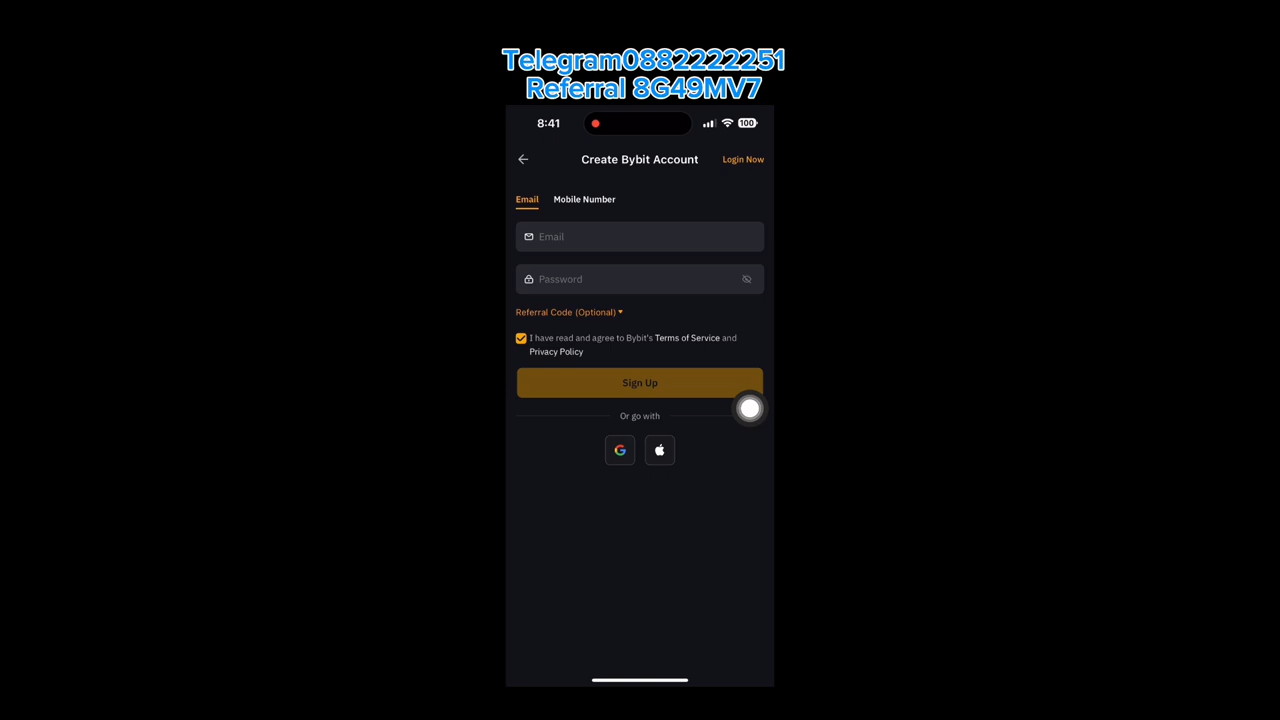 Telegram0882222251
Referral 8G49MV7
8:41
100
Create Bybit Account
Login Now
Email
Mobile Number
Email
Password
Referral Code (Optional)
I have read and agree to Bybit's Terms of Service and
Privacy Policy
Sign Up
Or go with